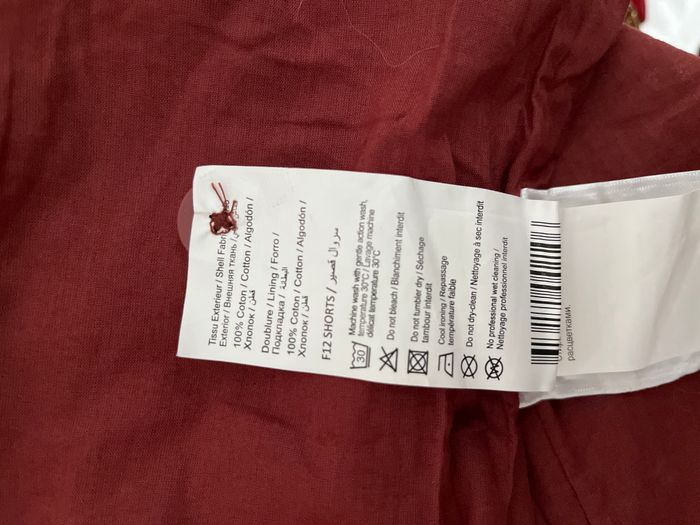 Tissu Exterieur / Shell Fabric
Exterior / Внешняя ткань /
100% Coton / Cotton / Algodón /
Хлопок / قطن
Doublure / Lining / Forro /
Подкладка / البطانة
100% Coton / Cotton / Algodón /
Хлопок / قطن
F12 SHORTS / سروال قصير
30
Machine wash with gentle action wash,
temperature 30°C / Lavage machine
délicat température 30°C
Do not bleach / Blanchiment interdit
Do not tumbler dry / Séchage
tambour interdit
Cool ironing / Repassage
température faible
Do not dry-clean / Nettoyage à sec interdit
No professional wet cleaning /
Nettoyage professionnel interdit
расцветками.